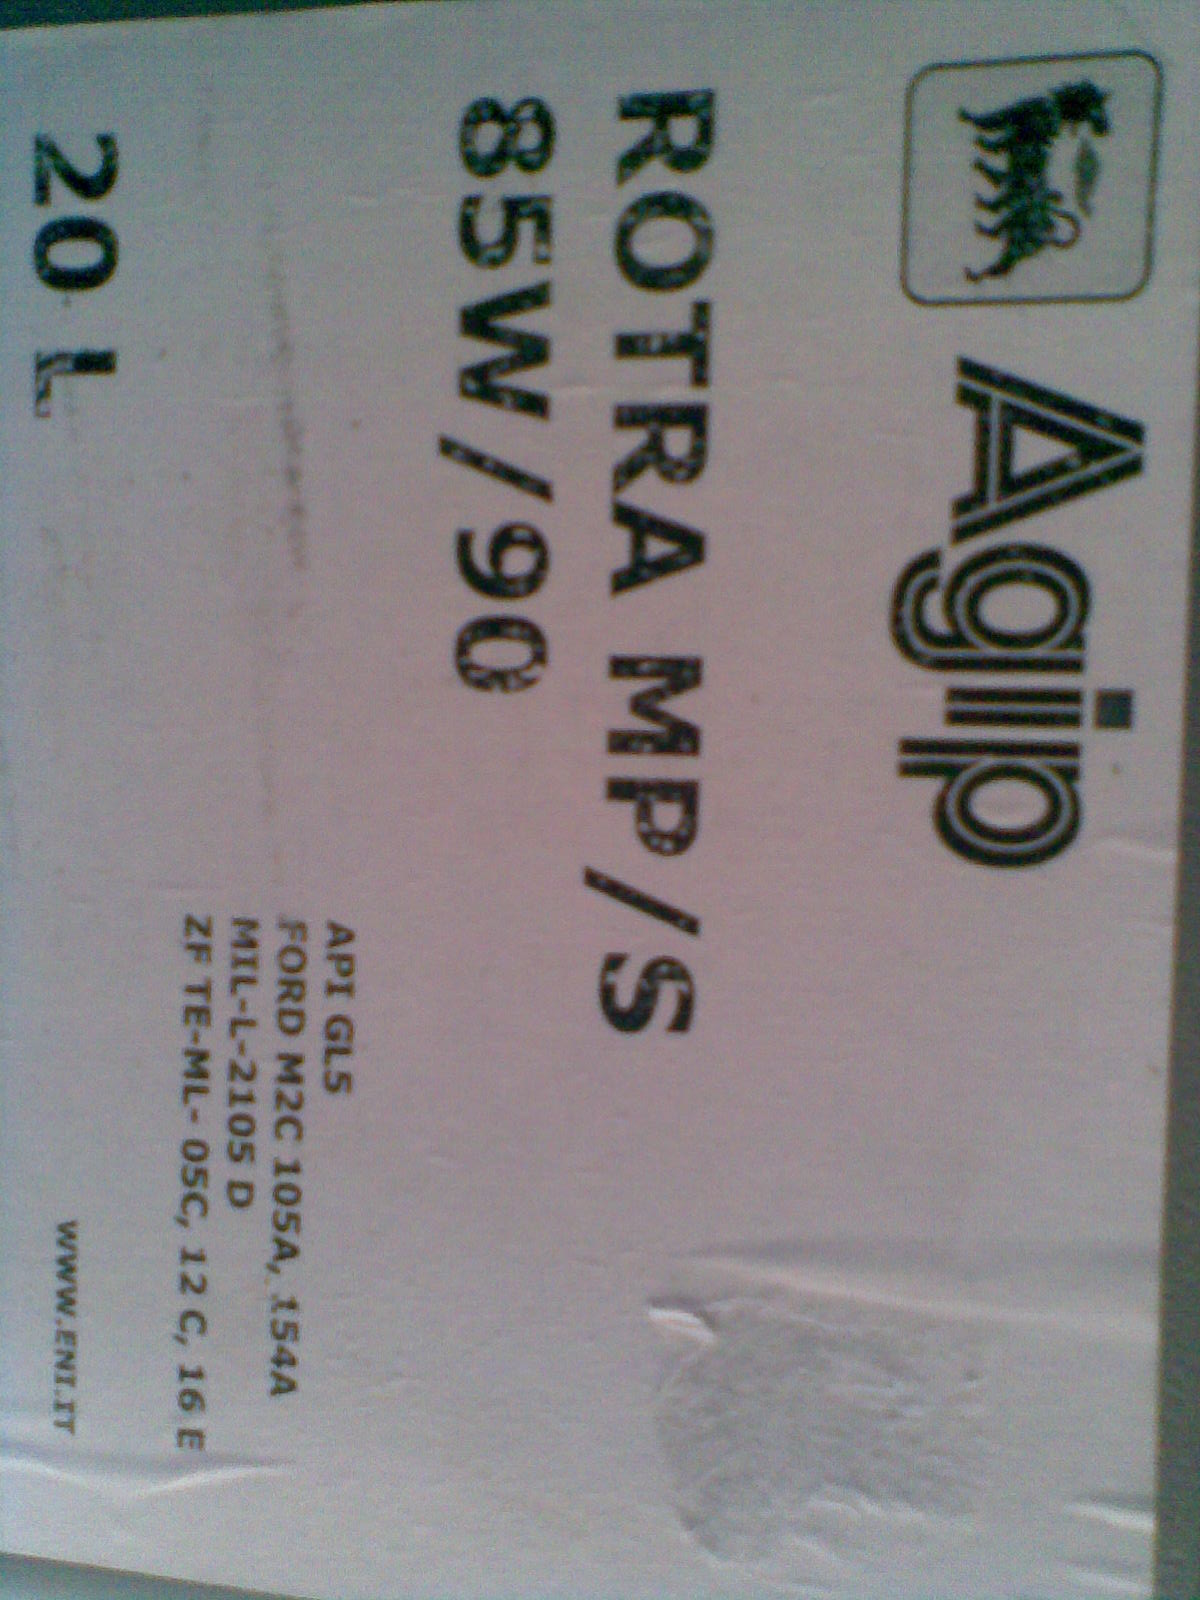 Agip
ROTRA MP/S
85W/90
API GL5
FORD M2C 105A, 154A
MIL-L-2105 D
ZF TE-ML- 05C, 12 C, 16 E
20 L
WWW.ENI.IT